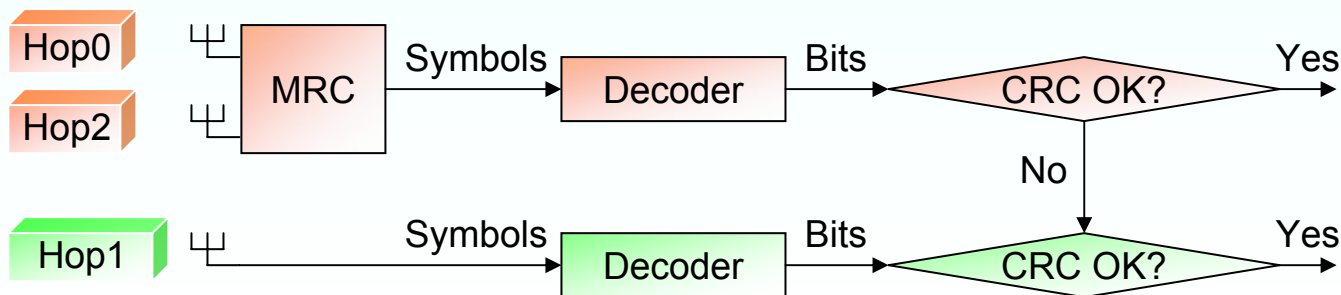 Hop0
Hop2
MRC
Symbols
Decoder
Bits
CRC OK?
Yes
No
Hop1
Symbols
Decoder
Bits
CRC OK?
Yes